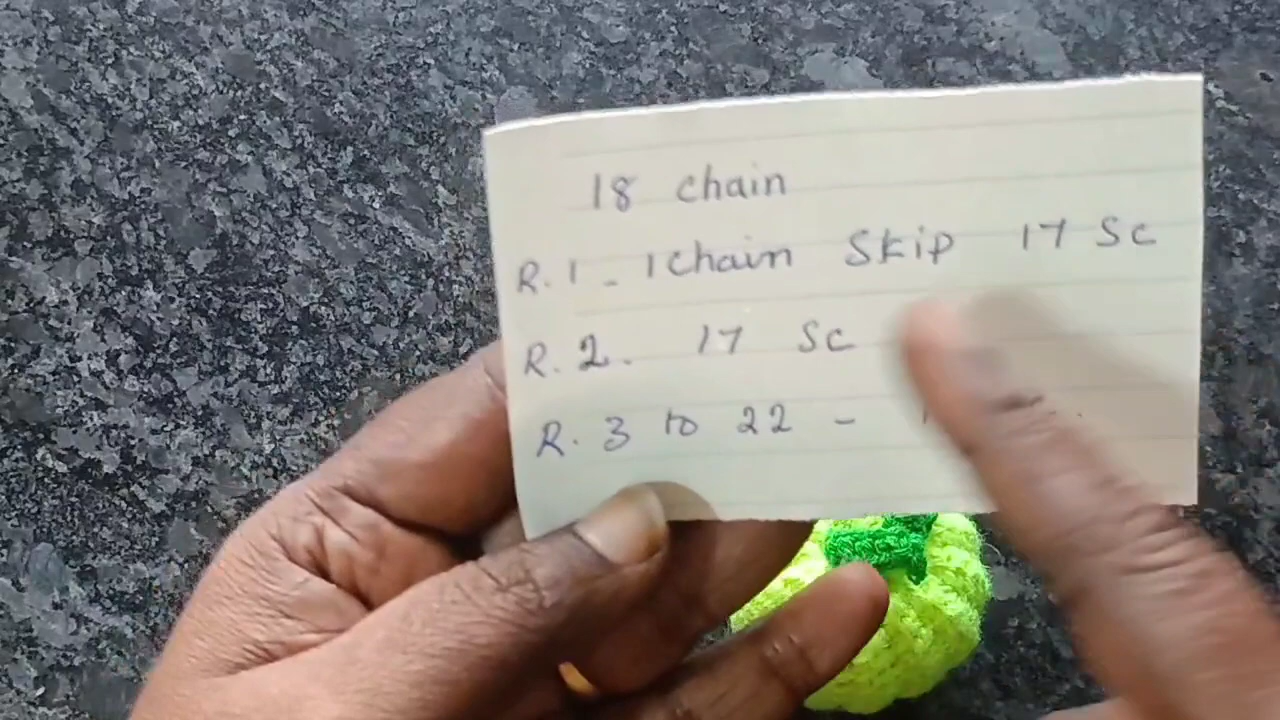 18 chain
R.1 - 1 chain Skip 17 Sc
R.2. 17 Sc
R. 3 to 22 -